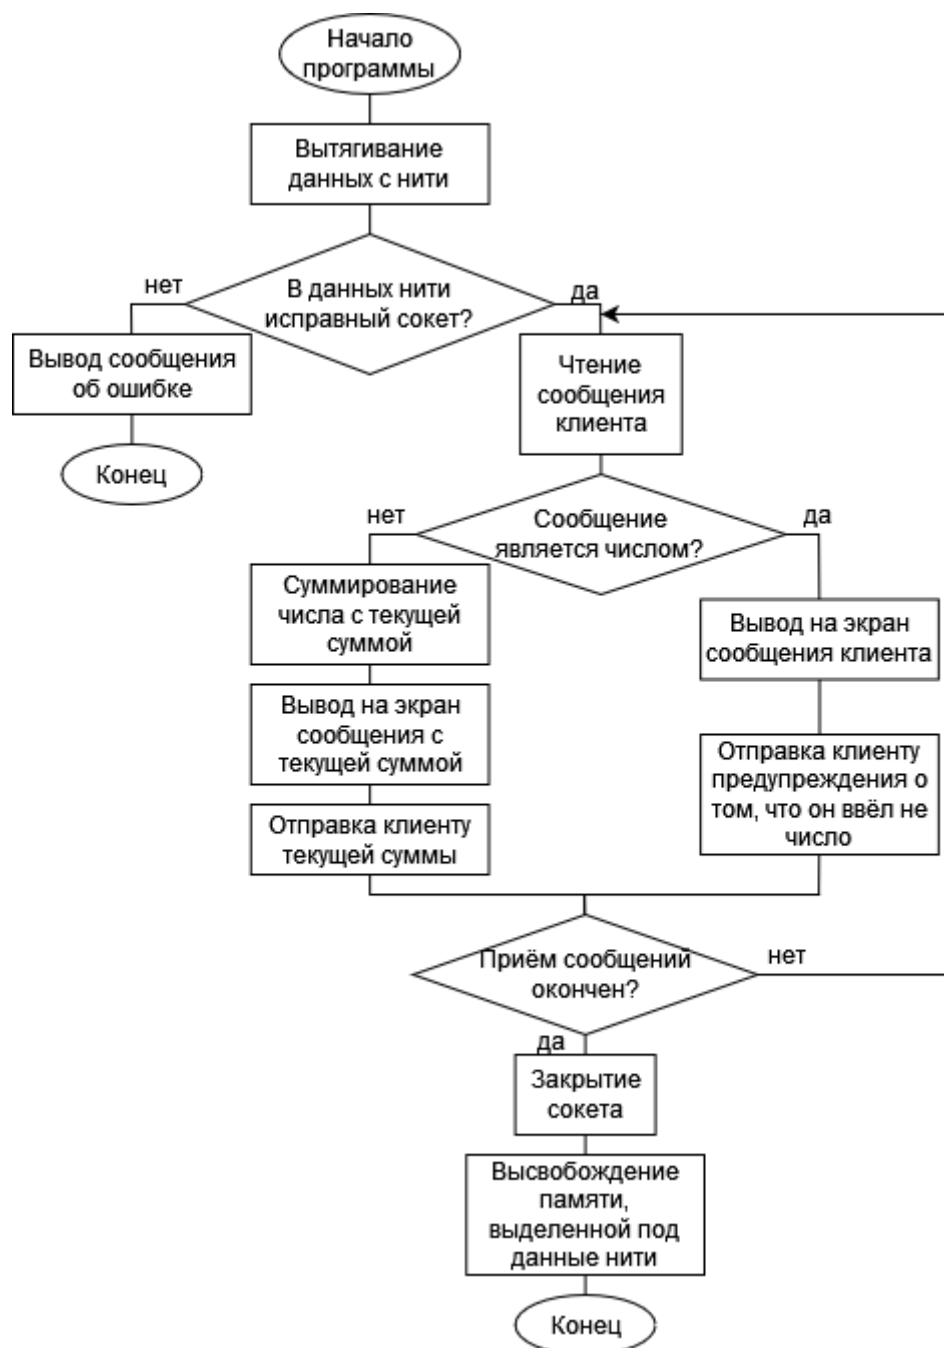 Начало
программы
Вытягивание
данных с нити
нет
В данных нити
исправный сокет?
да
Вывод сообщения
об ошибке
Конец
Чтение
сообщения
клиента
нет
Сообщение
является числом?
да
Суммирование
числа с текущей
суммой
Вывод на экран
сообщения с
текущей суммой
Отправка клиенту
текущей суммы
Вывод на экран
сообщения клиента
Отправка клиенту
предупреждения о
том, что он ввёл не
число
Приём сообщений
окончен?
нет
да
Закрытие
сокета
Высвобождение
памяти,
выделенной под
данные нити
Конец